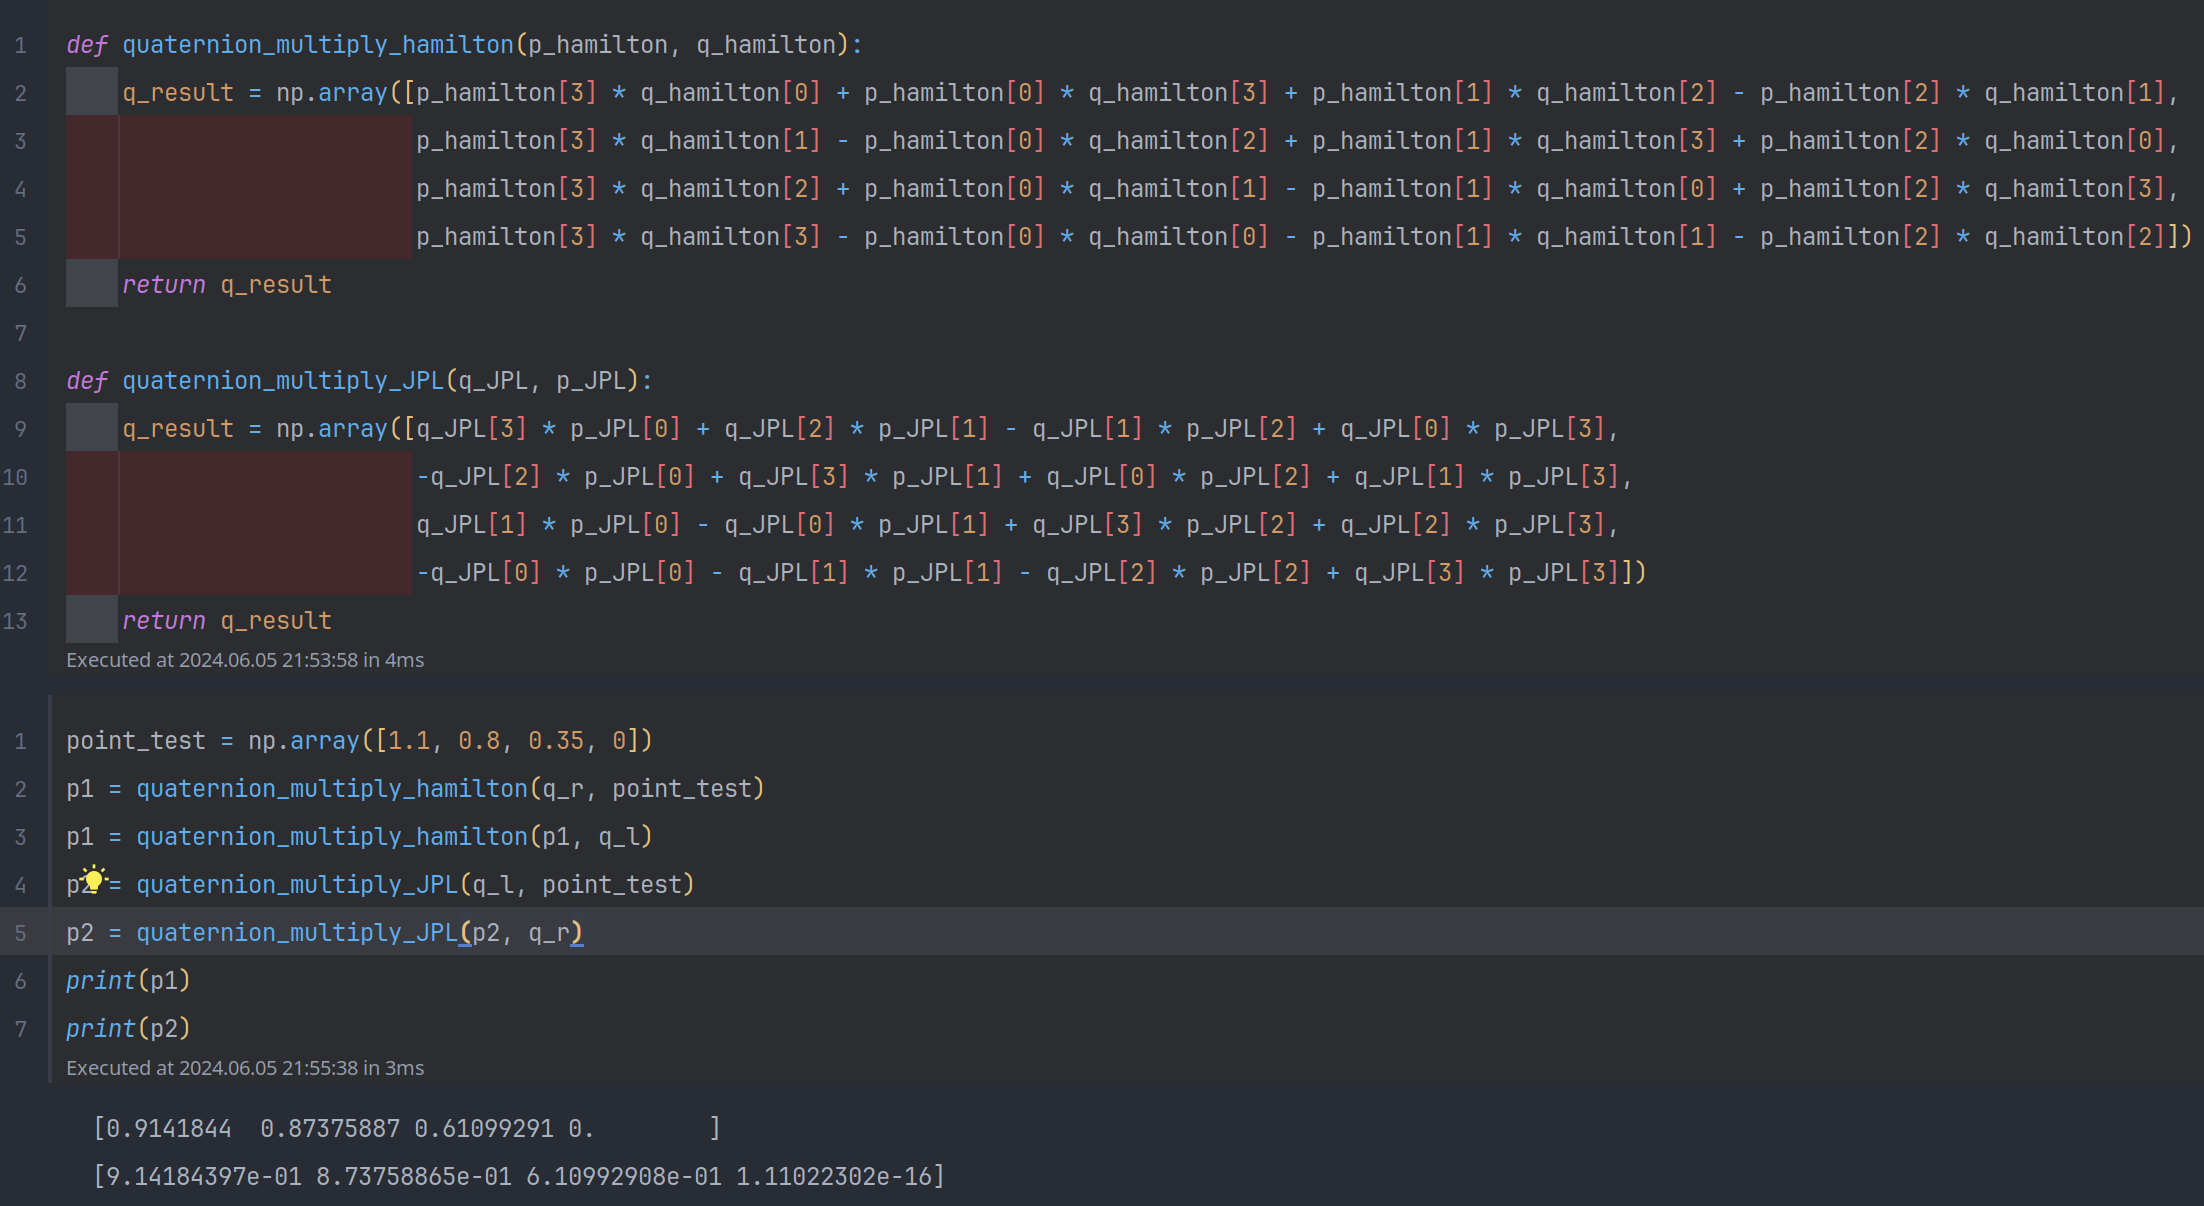 1 def quaternion_multiply_hamilton(p_hamilton, q_hamilton):
2 q_result = np.array([p_hamilton[3] * q_hamilton[0] + p_hamilton[0] * q_hamilton[3] + p_hamilton[1] * q_hamilton[2] - p_hamilton[2] * q_hamilton[1],
3 p_hamilton[3] * q_hamilton[1] - p_hamilton[0] * q_hamilton[2] + p_hamilton[1] * q_hamilton[3] + p_hamilton[2] * q_hamilton[0],
4 p_hamilton[3] * q_hamilton[2] + p_hamilton[0] * q_hamilton[1] - p_hamilton[1] * q_hamilton[0] + p_hamilton[2] * q_hamilton[3],
5 p_hamilton[3] * q_hamilton[3] - p_hamilton[0] * q_hamilton[0] - p_hamilton[1] * q_hamilton[1] - p_hamilton[2] * q_hamilton[2]])
6 return q_result
7
8 def quaternion_multiply_JPL(q_JPL, p_JPL):
9 q_result = np.array([q_JPL[3] * p_JPL[0] + q_JPL[2] * p_JPL[1] - q_JPL[1] * p_JPL[2] + q_JPL[0] * p_JPL[3],
10 -q_JPL[2] * p_JPL[0] + q_JPL[3] * p_JPL[1] + q_JPL[0] * p_JPL[2] + q_JPL[1] * p_JPL[3],
11 q_JPL[1] * p_JPL[0] - q_JPL[0] * p_JPL[1] + q_JPL[3] * p_JPL[2] + q_JPL[2] * p_JPL[3],
12 -q_JPL[0] * p_JPL[0] - q_JPL[1] * p_JPL[1] - q_JPL[2] * p_JPL[2] + q_JPL[3] * p_JPL[3]])
13 return q_result
Executed at 2024.06.05 21:53:58 in 4ms
1 point_test = np.array([1.1, 0.8, 0.35, 0])
2 p1 = quaternion_multiply_hamilton(q_r, point_test)
3 p1 = quaternion_multiply_hamilton(p1, q_l)
4 p2 = quaternion_multiply_JPL(q_l, point_test)
5 p2 = quaternion_multiply_JPL(p2, q_r)
6 print(p1)
7 print(p2)
Executed at 2024.06.05 21:55:38 in 3ms
[0.9141844  0.87375887 0.61099291 0.        ]
[9.14184397e-01 8.73758865e-01 6.10992908e-01 1.11022302e-16]